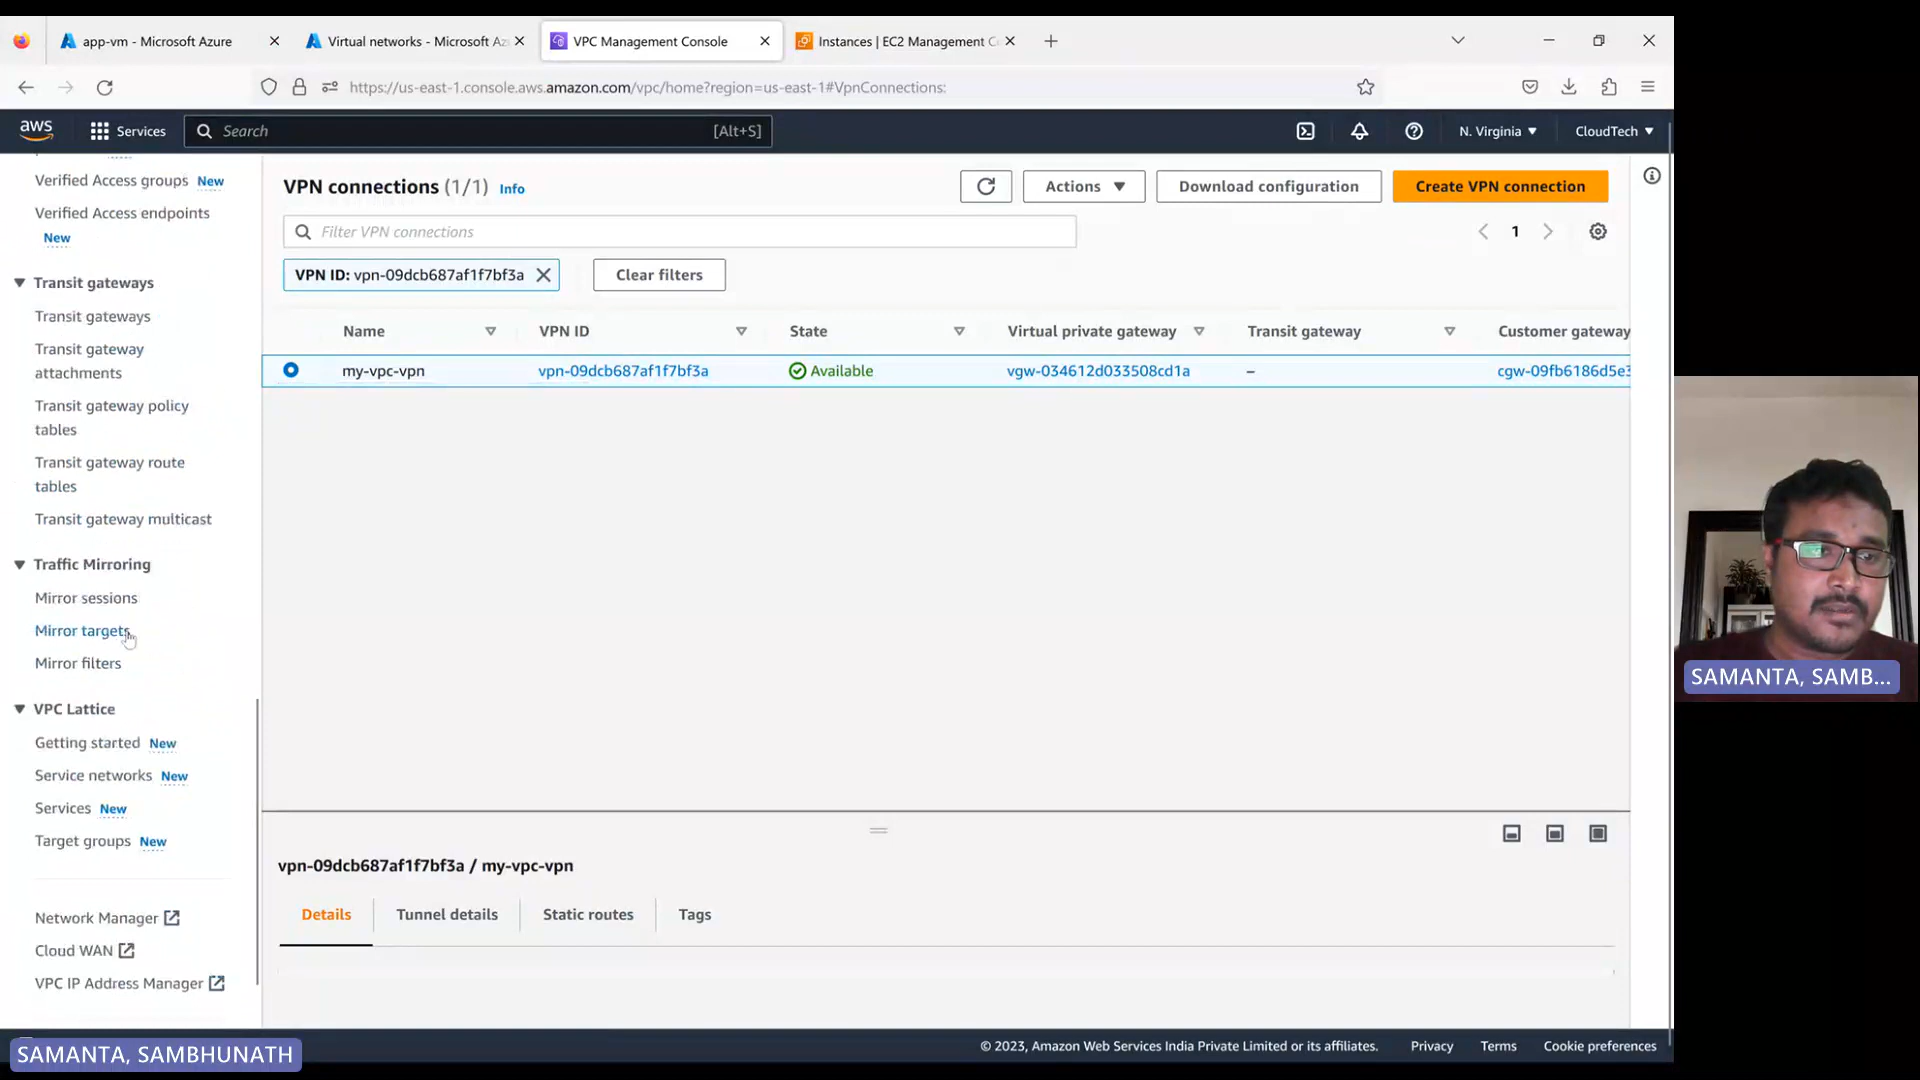 app-vm - Microsoft Azure
Virtual networks - Microsoft Az
VPC Management Console
Instances | EC2 Management C
https://us-east-1.console.aws.amazon.com/vpc/home?region=us-east-1#VpnConnections:
aws
Services
Search
[Alt+S]
N. Virginia
CloudTech
Verified Access groups New
Verified Access endpoints
New
Transit gateways
Transit gateways
Transit gateway
attachments
Transit gateway policy
tables
Transit gateway route
tables
Transit gateway multicast
Traffic Mirroring
Mirror sessions
Mirror targets
Mirror filters
VPC Lattice
Getting started New
Service networks New
Services New
Target groups New
Network Manager
Cloud WAN
VPC IP Address Manager
VPN connections (1/1) Info
Actions
Download configuration
Create VPN connection
Filter VPN connections
1
VPN ID: vpn-09dcb687af1f7bf3a
Clear filters
Name
VPN ID
State
Virtual private gateway
Transit gateway
Customer gateway
my-vpc-vpn
vpn-09dcb687af1f7bf3a
Available
vgw-034612d033508cd1a
–
cgw-09fb6186d5e3
vpn-09dcb687af1f7bf3a / my-vpc-vpn
Details
Tunnel details
Static routes
Tags
© 2023, Amazon Web Services India Private Limited or its affiliates.
Privacy
Terms
Cookie preferences
SAMANTA, SAMBHUNATH
SAMANTA, SAMB...